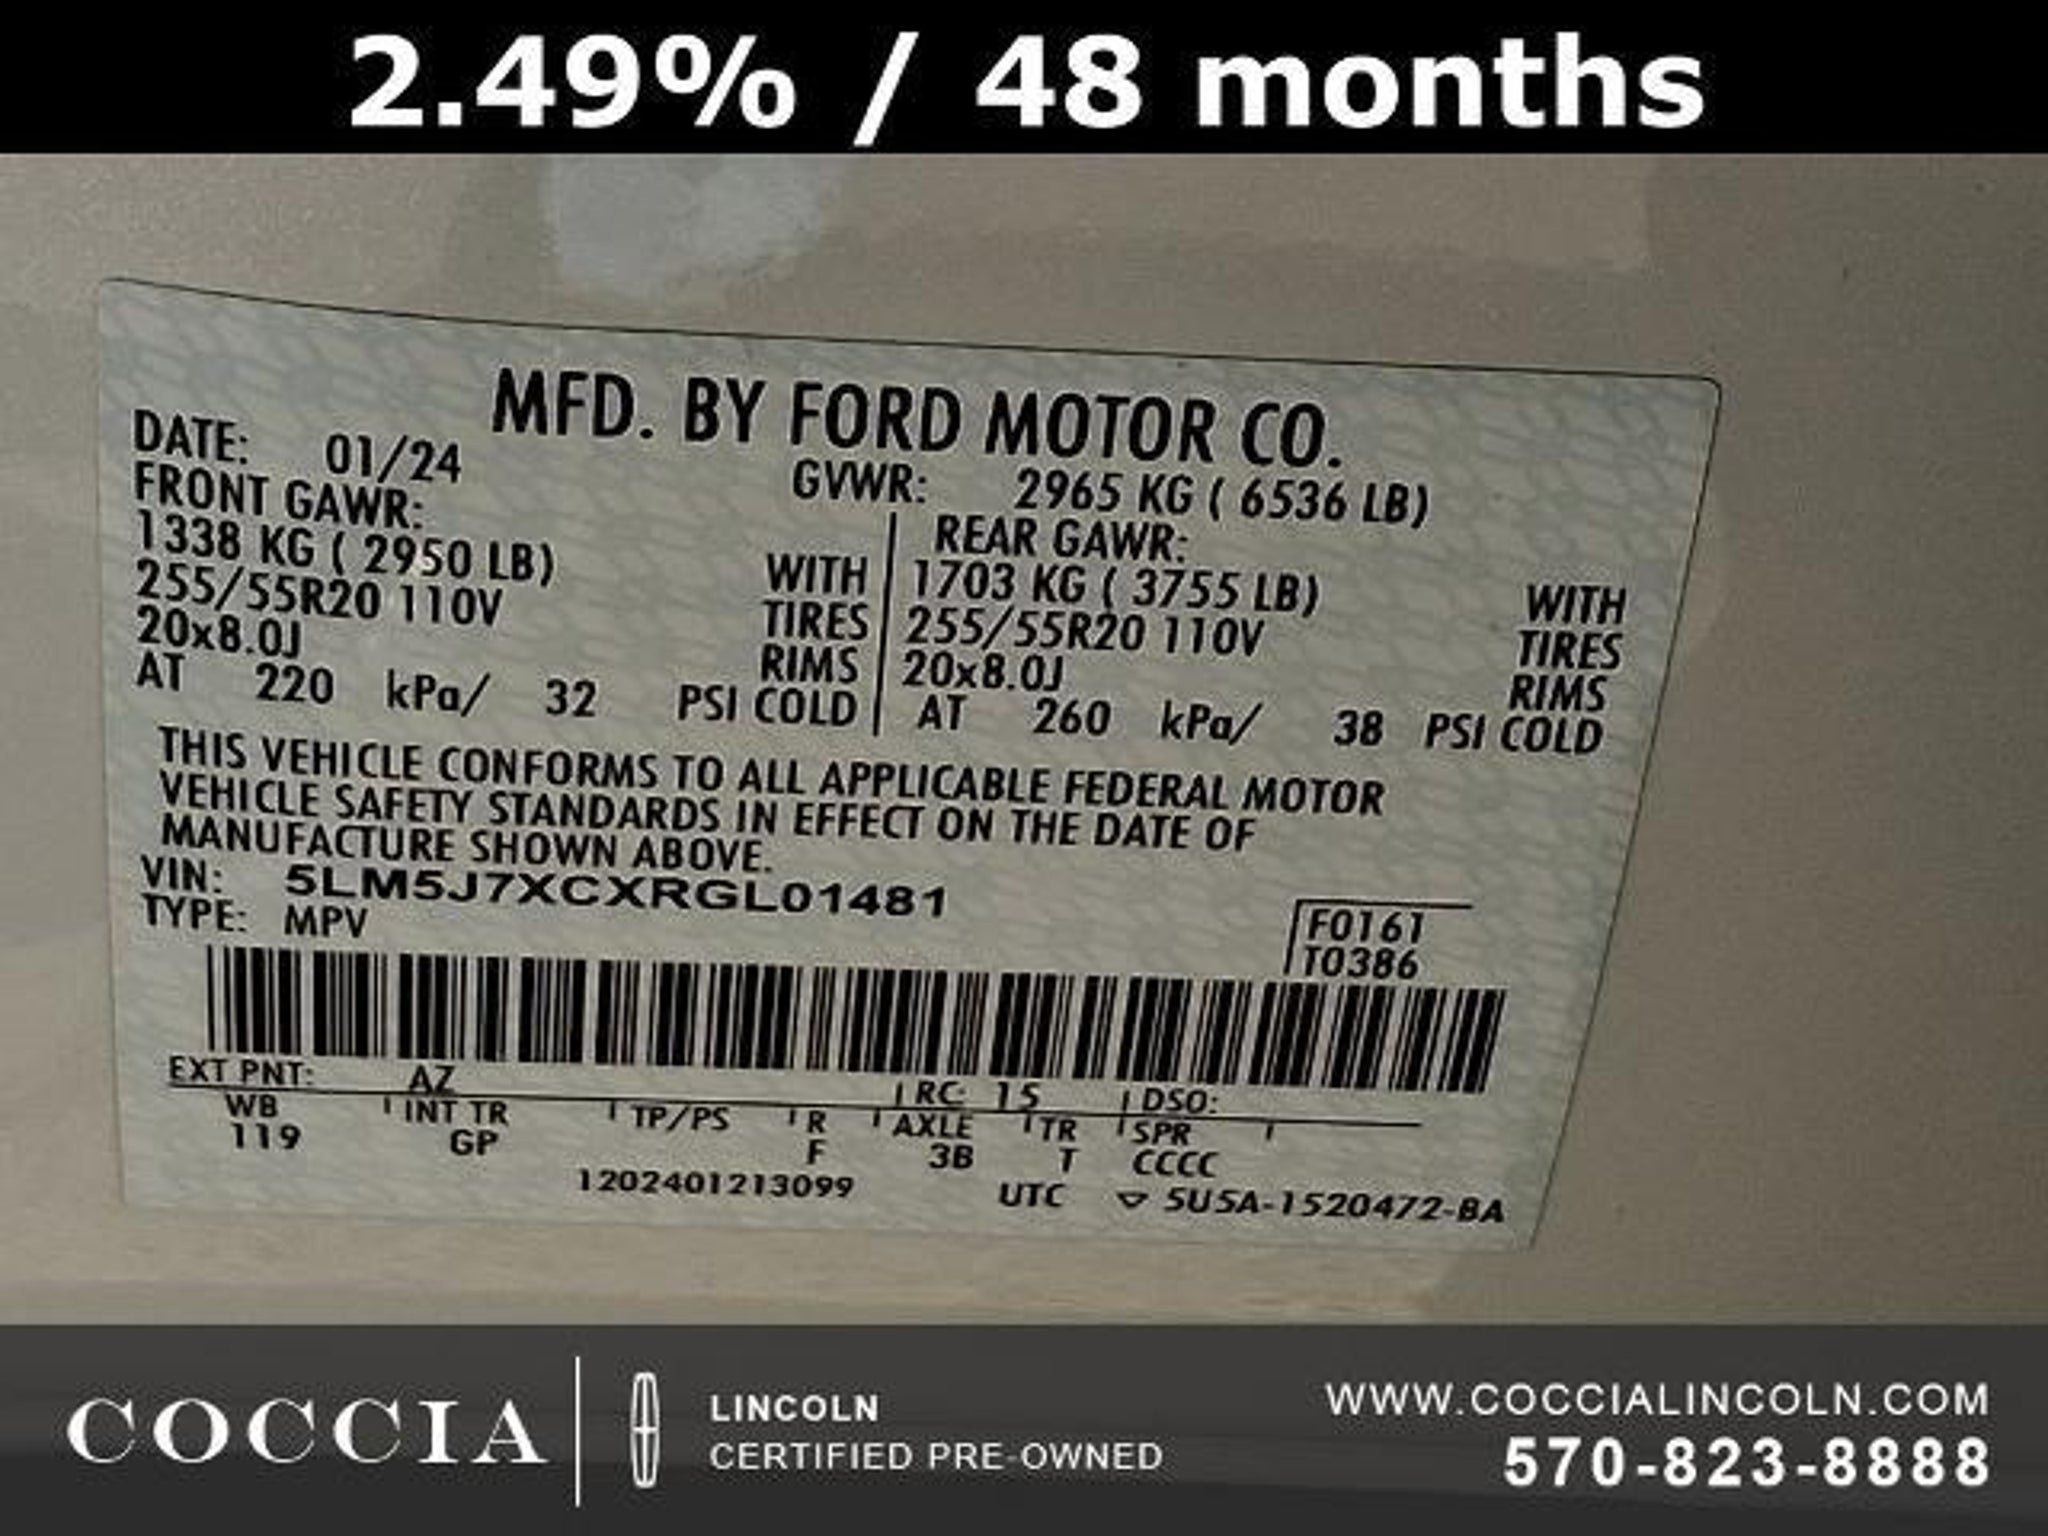 2.49% / 48 months
MFD. BY FORD MOTOR CO.
DATE: 01/24
GVWR: 2965 KG ( 6536 LB)
FRONT GAWR:
1338 KG ( 2950 LB) WITH
255/55R20 110V TIRES
20x8.0J RIMS
AT 220 kPa/ 32 PSI COLD
REAR GAWR:
1703 KG ( 3755 LB) WITH
255/55R20 110V TIRES
20x8.0J RIMS
AT 260 kPa/ 38 PSI COLD
THIS VEHICLE CONFORMS TO ALL APPLICABLE FEDERAL MOTOR
VEHICLE SAFETY STANDARDS IN EFFECT ON THE DATE OF
MANUFACTURE SHOWN ABOVE.
VIN: 5LM5J7XCXRGL01481
TYPE: MPV
F0161
T0386
EXT PNT: AZ RC: 15 DSO:
WB INT TR TP/PS R AXLE TR SPR
119 GP F 3B T CCCC
1202401213099 UTC 5U5A-1520472-BA
COCCIA
LINCOLN
CERTIFIED PRE-OWNED
WWW.COCCIALINCOLN.COM
570-823-8888